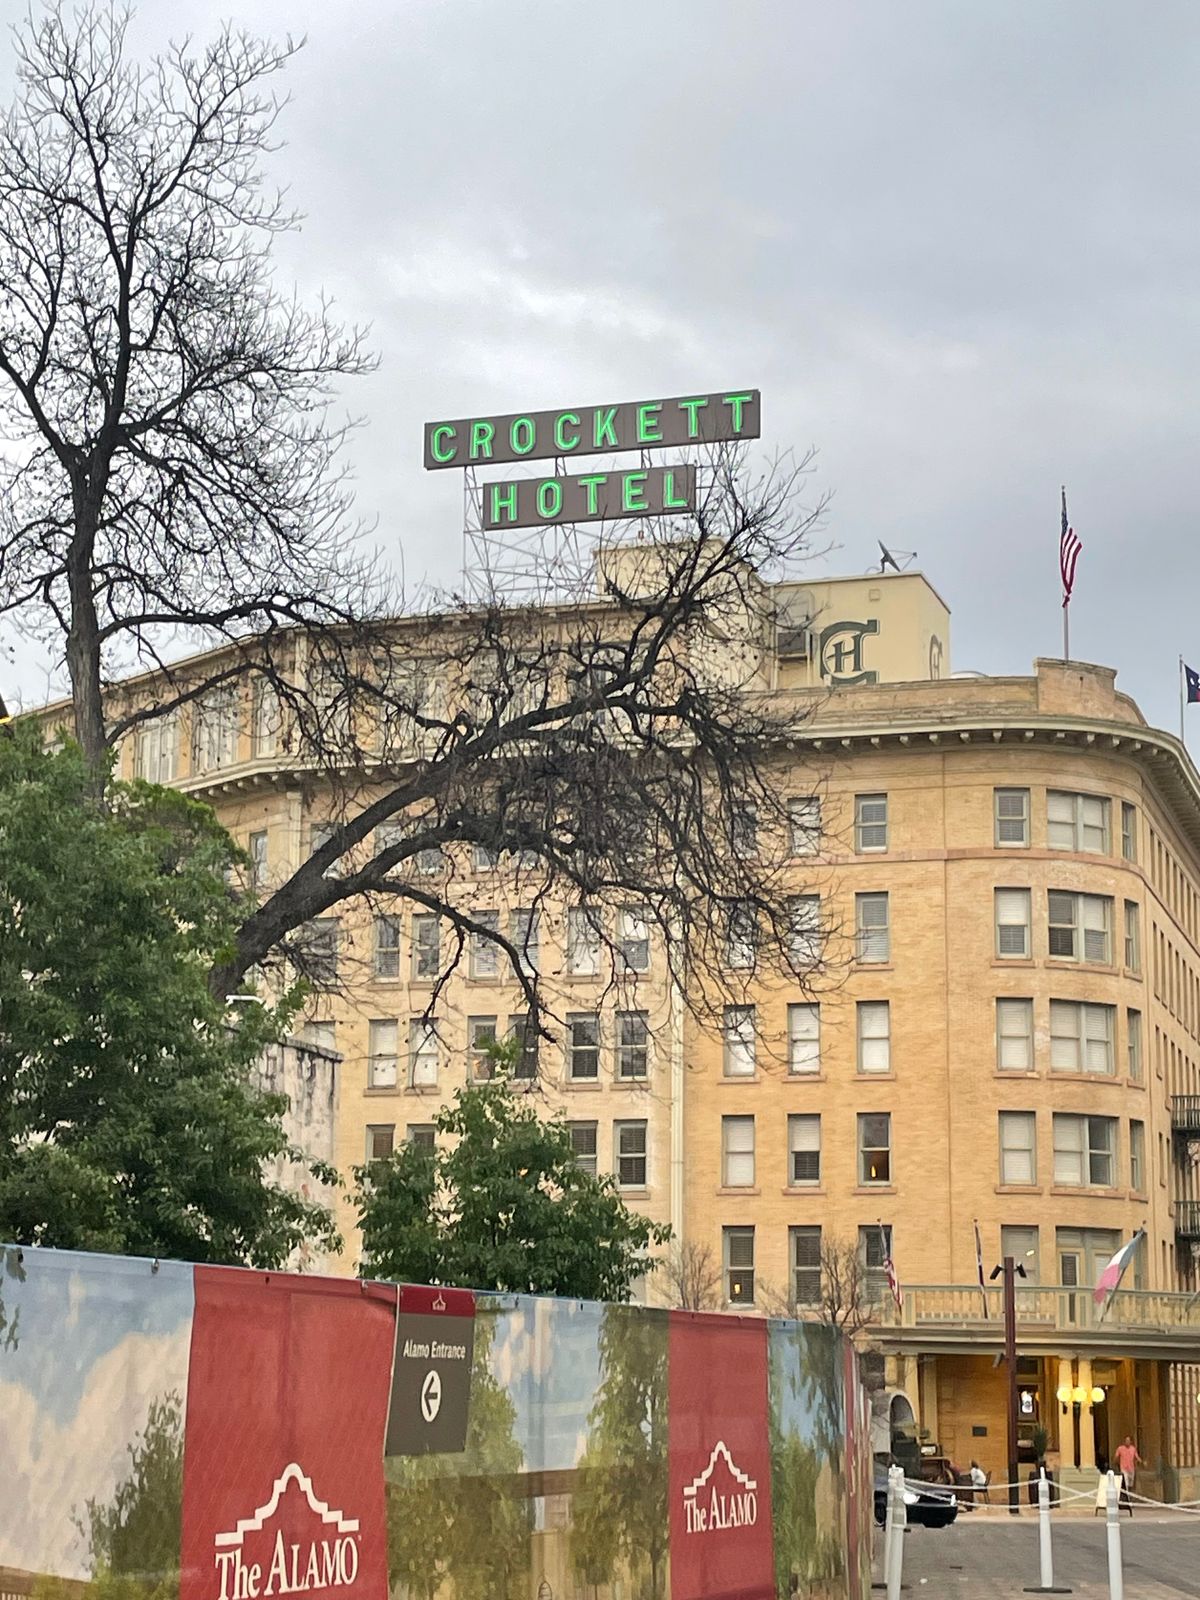 CROCKETT
HOTEL
CH
Alamo Entrance
The ALAMO
The ALAMO